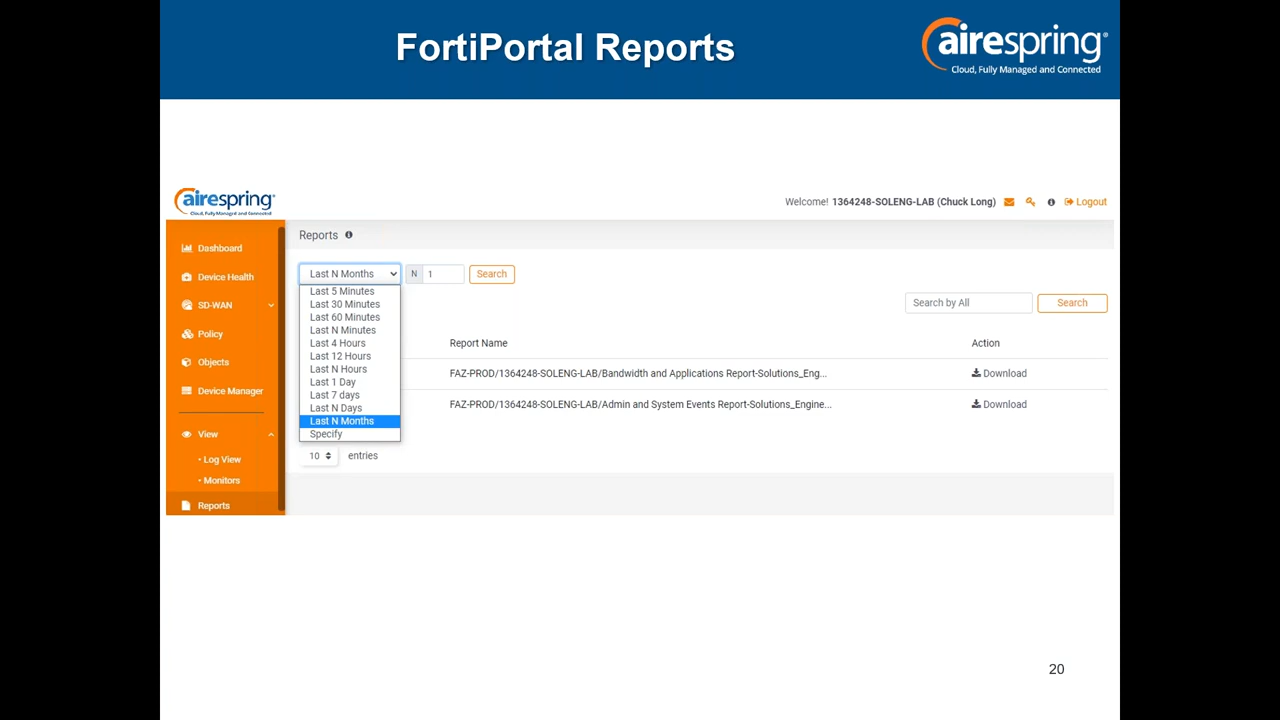 FortiPortal Reports
airespring®
Cloud, Fully Managed and Connected
airespring
Cloud, Fully Managed and Connected
Welcome! 1364248-SOLENG-LAB (Chuck Long)
Logout
Dashboard
Device Health
SD-WAN
Policy
Objects
Device Manager
View
Log View
Monitors
Reports
Reports
Last N Months
N 1
Search
Last 5 Minutes
Last 30 Minutes
Last 60 Minutes
Last N Minutes
Last 4 Hours
Last 12 Hours
Last N Hours
Last 1 Day
Last 7 days
Last N Days
Last N Months
Specify
Search by All
Search
Report Name Action
FAZ-PROD/1364248-SOLENG-LAB/Bandwidth and Applications Report-Solutions_Eng... Download
FAZ-PROD/1364248-SOLENG-LAB/Admin and System Events Report-Solutions_Engine... Download
10 entries
20